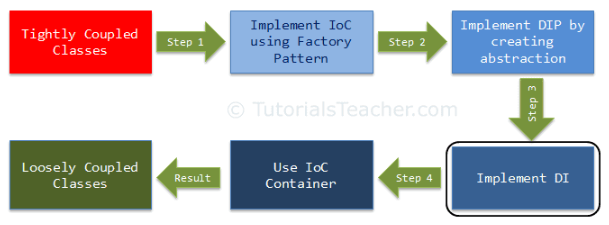 Tightly Coupled
Classes
Step 1
Implement IoC
using Factory
Pattern
Step 2
Implement DIP by
creating
abstraction
Step 3
© TutorialsTeacher.com
Implement DI
Step 4
Use IoC
Container
Result
Loosely Coupled
Classes